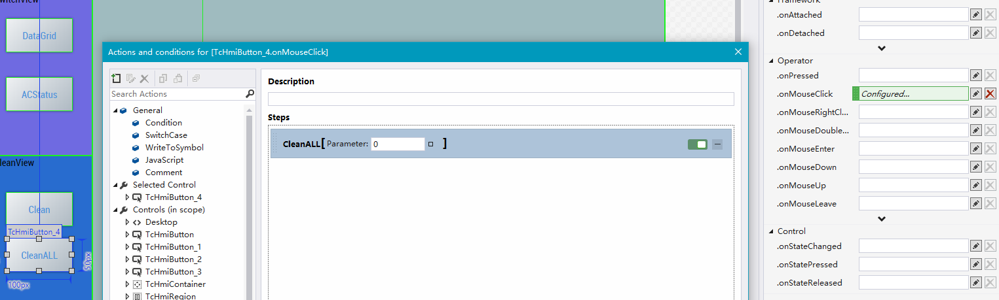 witchView
DataGrid
ACStatus
leanView
Clean
TcHmiButton_4
CleanALL
50px
100px
Actions and conditions for [TcHmiButton_4.onMouseClick]
Search Actions
General
Condition
SwitchCase
WriteToSymbol
JavaScript
Comment
Selected Control
TcHmiButton_4
Controls (in scope)
Desktop
TcHmiButton
TcHmiButton_1
TcHmiButton_2
TcHmiButton_3
TcHmiContainer
TcHmiRegion
Description
Steps
CleanALL[ Parameter: 0 ]
Framework
.onAttached
.onDetached
Operator
.onPressed
.onMouseClick Configured...
.onMouseRightCl...
.onMouseDouble...
.onMouseEnter
.onMouseDown
.onMouseUp
.onMouseLeave
Control
.onStateChanged
.onStatePressed
.onStateReleased